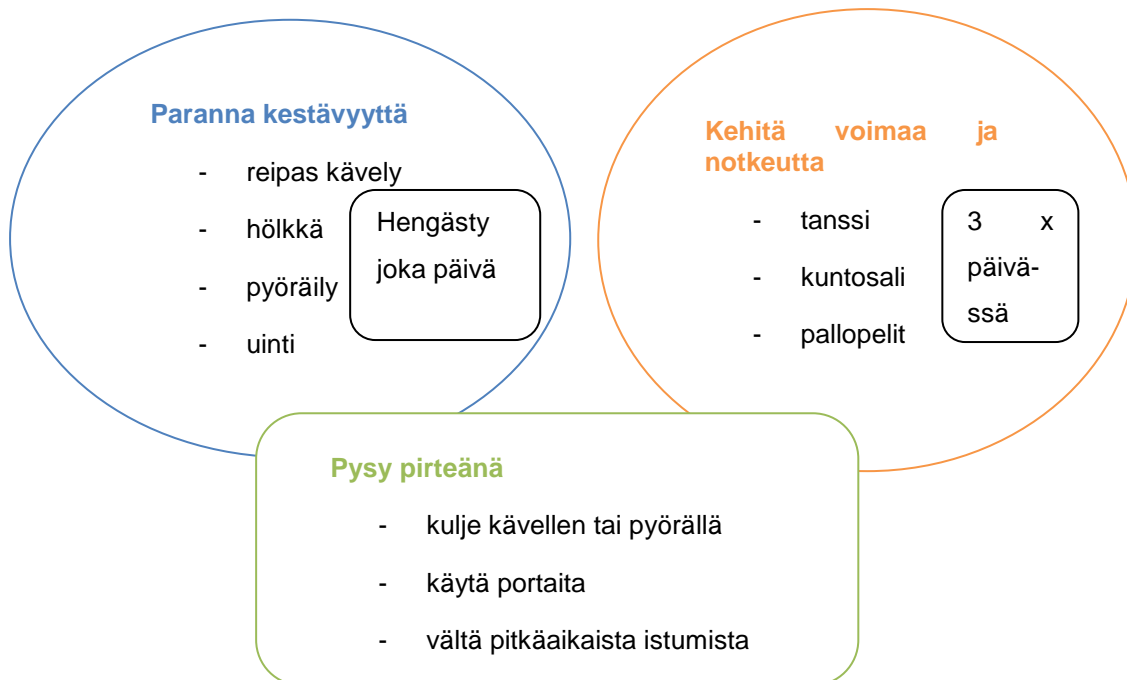 Paranna kestävyyttä
- reipas kävely
- hölkkä
- pyöräily
- uinti
Hengästy
joka päivä
Kehitä voimaa ja
notkeutta
- tanssi
- kuntosali
- pallopelit
3 x
päivä-
ssä
Pysy pirteänä
- kulje kävellen tai pyörällä
- käytä portaita
- vältä pitkäaikaista istumista